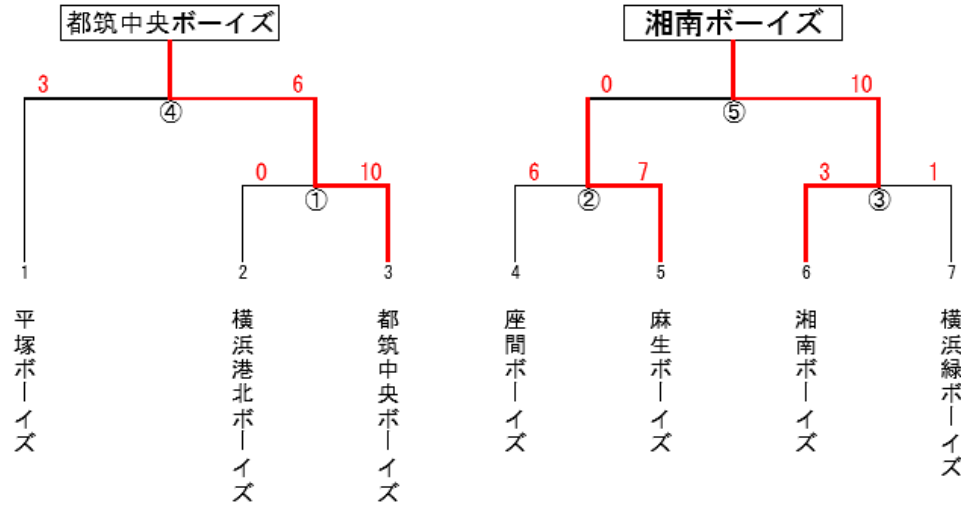 都筑中央ボーイズ
湘南ボーイズ
3
6
0
10
④
⑤
0
10
6
7
3
1
①
②
③
1
2
3
4
5
6
7
平塚ボーイズ
横浜港北ボーイズ
都筑中央ボーイズ
座間ボーイズ
麻生ボーイズ
湘南ボーイズ
横浜緑ボーイズ